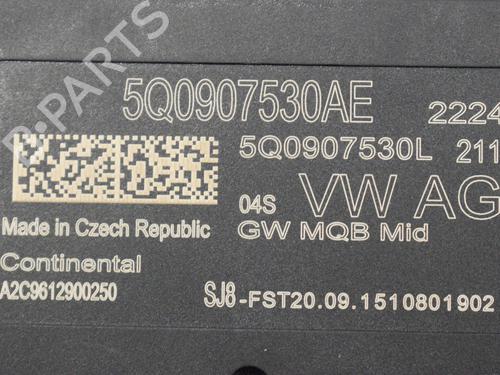 5Q0907530AE 2224
5Q0907530L 211
04S VW AG
Made in Czech Republic GW MQB Mid
Continental
A2C9612900250 SJ8-FST20.09.1510801902
B-PARTS